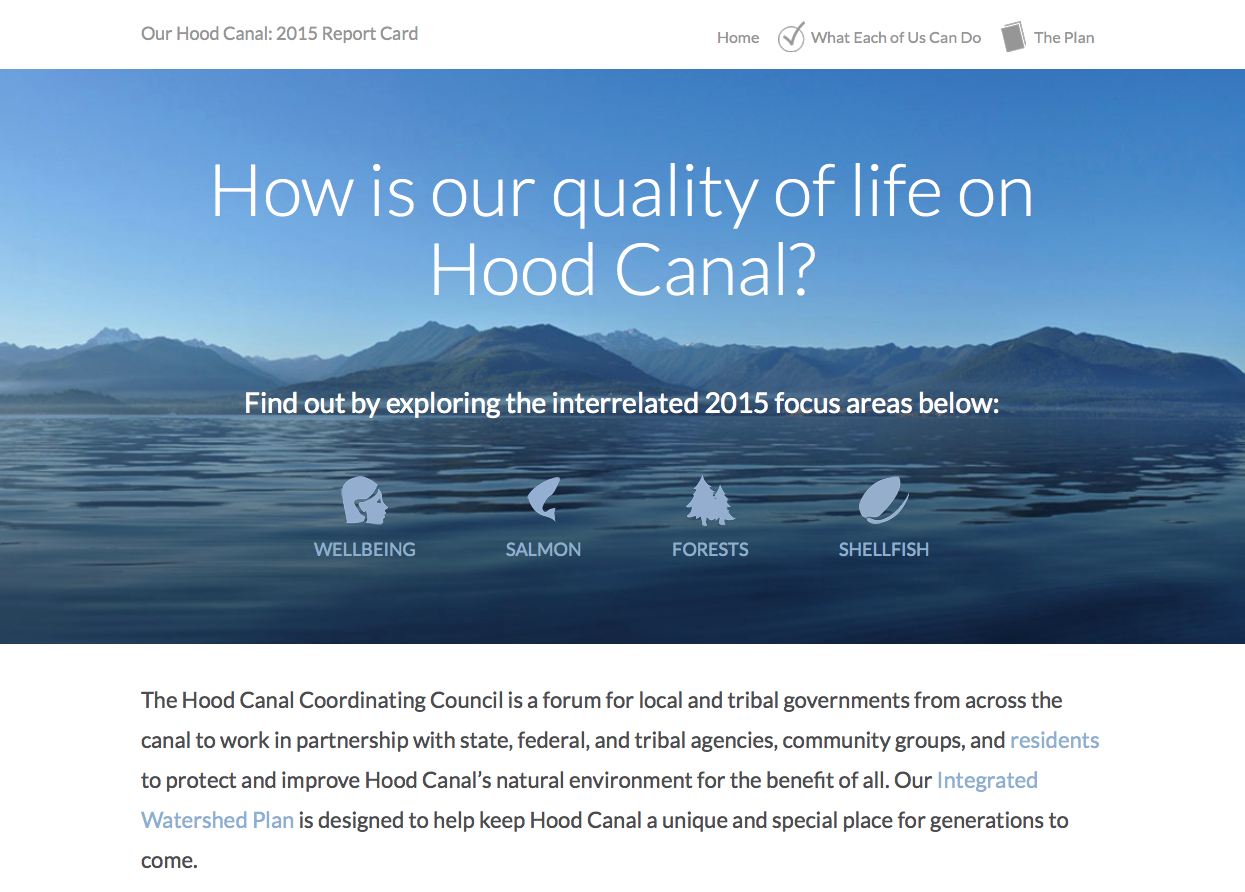 Our Hood Canal: 2015 Report Card
Home What Each of Us Can Do The Plan
How is our quality of life on
Hood Canal?
Find out by exploring the interrelated 2015 focus areas below:
WELLBEING SALMON FORESTS SHELLFISH
The Hood Canal Coordinating Council is a forum for local and tribal governments from across the
canal to work in partnership with state, federal, and tribal agencies, community groups, and residents
to protect and improve Hood Canal’s natural environment for the benefit of all. Our Integrated
Watershed Plan is designed to help keep Hood Canal a unique and special place for generations to
come.